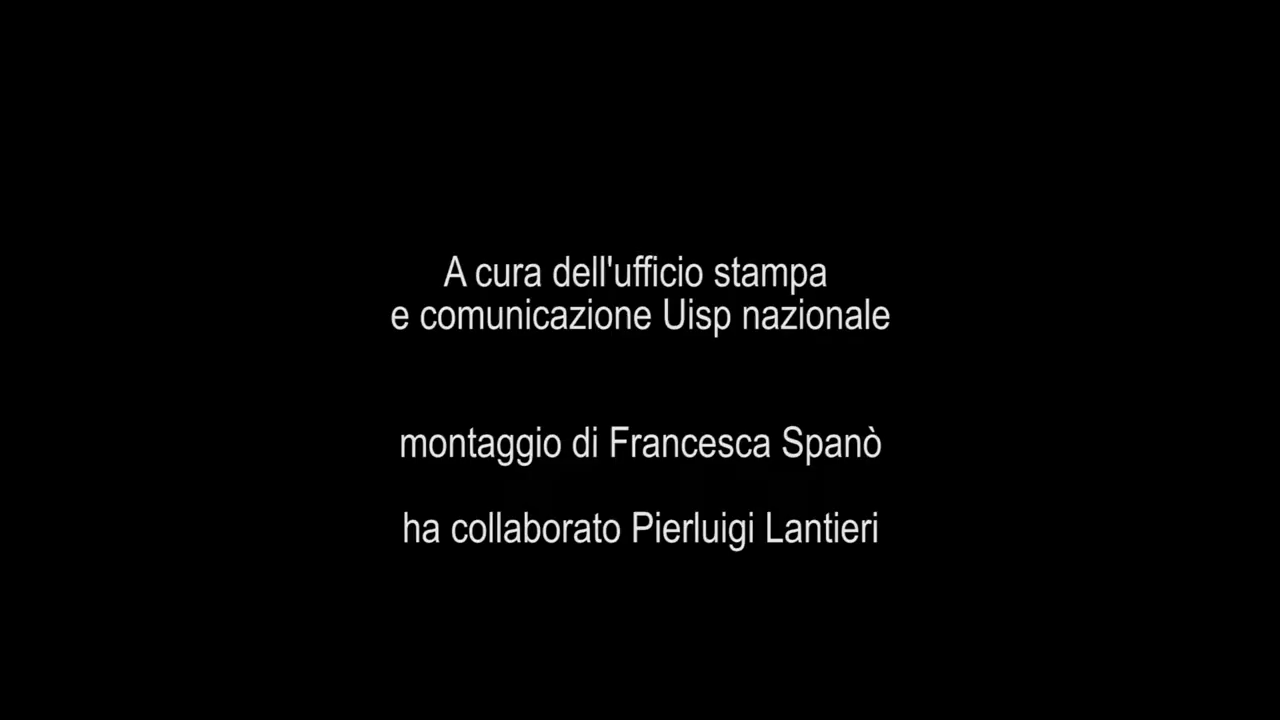 A cura dell'ufficio stampa
e comunicazione Uisp nazionale
montaggio di Francesca Spanò
ha collaborato Pierluigi Lantieri